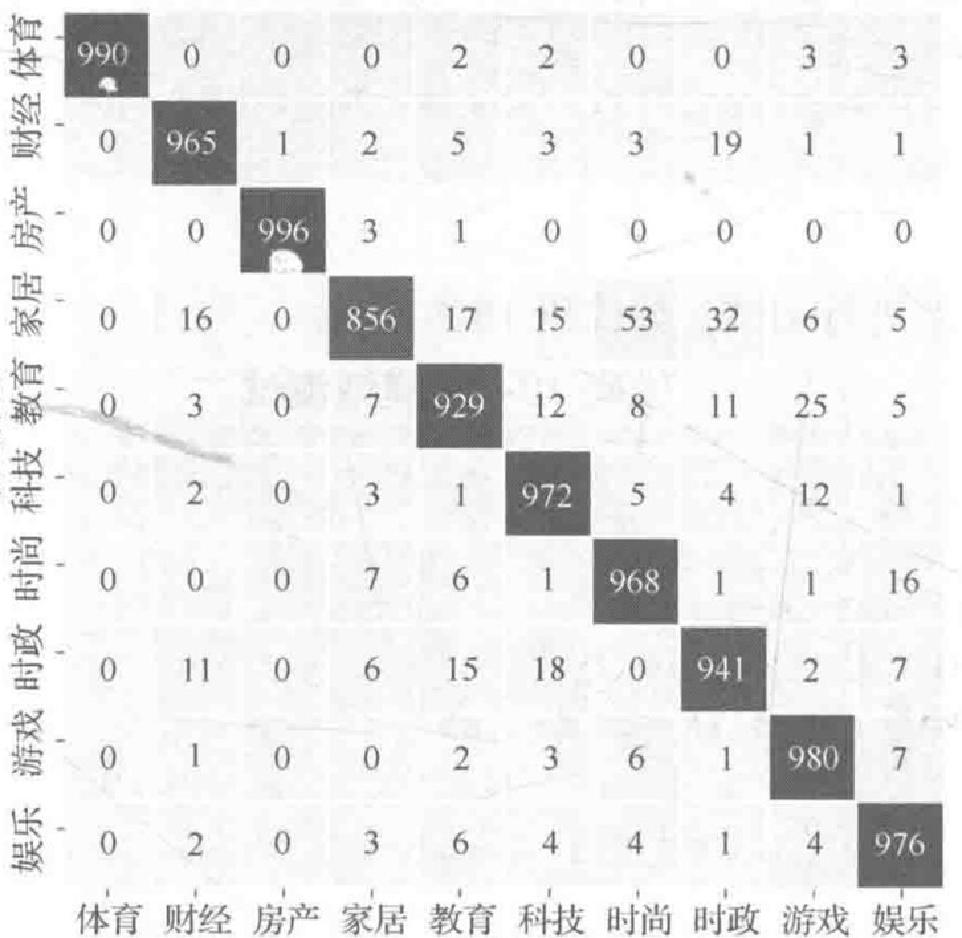 体育 990 0 0 0 2 2 0 0 3 3
财经 0 965 1 2 5 3 3 19 1 1
房产 0 0 996 3 1 0 0 0 0 0
家居 0 16 0 856 17 15 53 32 6 5
教育 0 3 0 7 929 12 8 11 25 5
科技 0 2 0 3 1 972 5 4 12 1
时尚 0 0 0 7 6 1 968 1 1 16
时政 0 11 0 6 15 18 0 941 2 7
游戏 0 1 0 0 2 3 6 1 980 7
娱乐 0 2 0 3 6 4 4 1 4 976
体育 财经 房产 家居 教育 科技 时尚 时政 游戏 娱乐